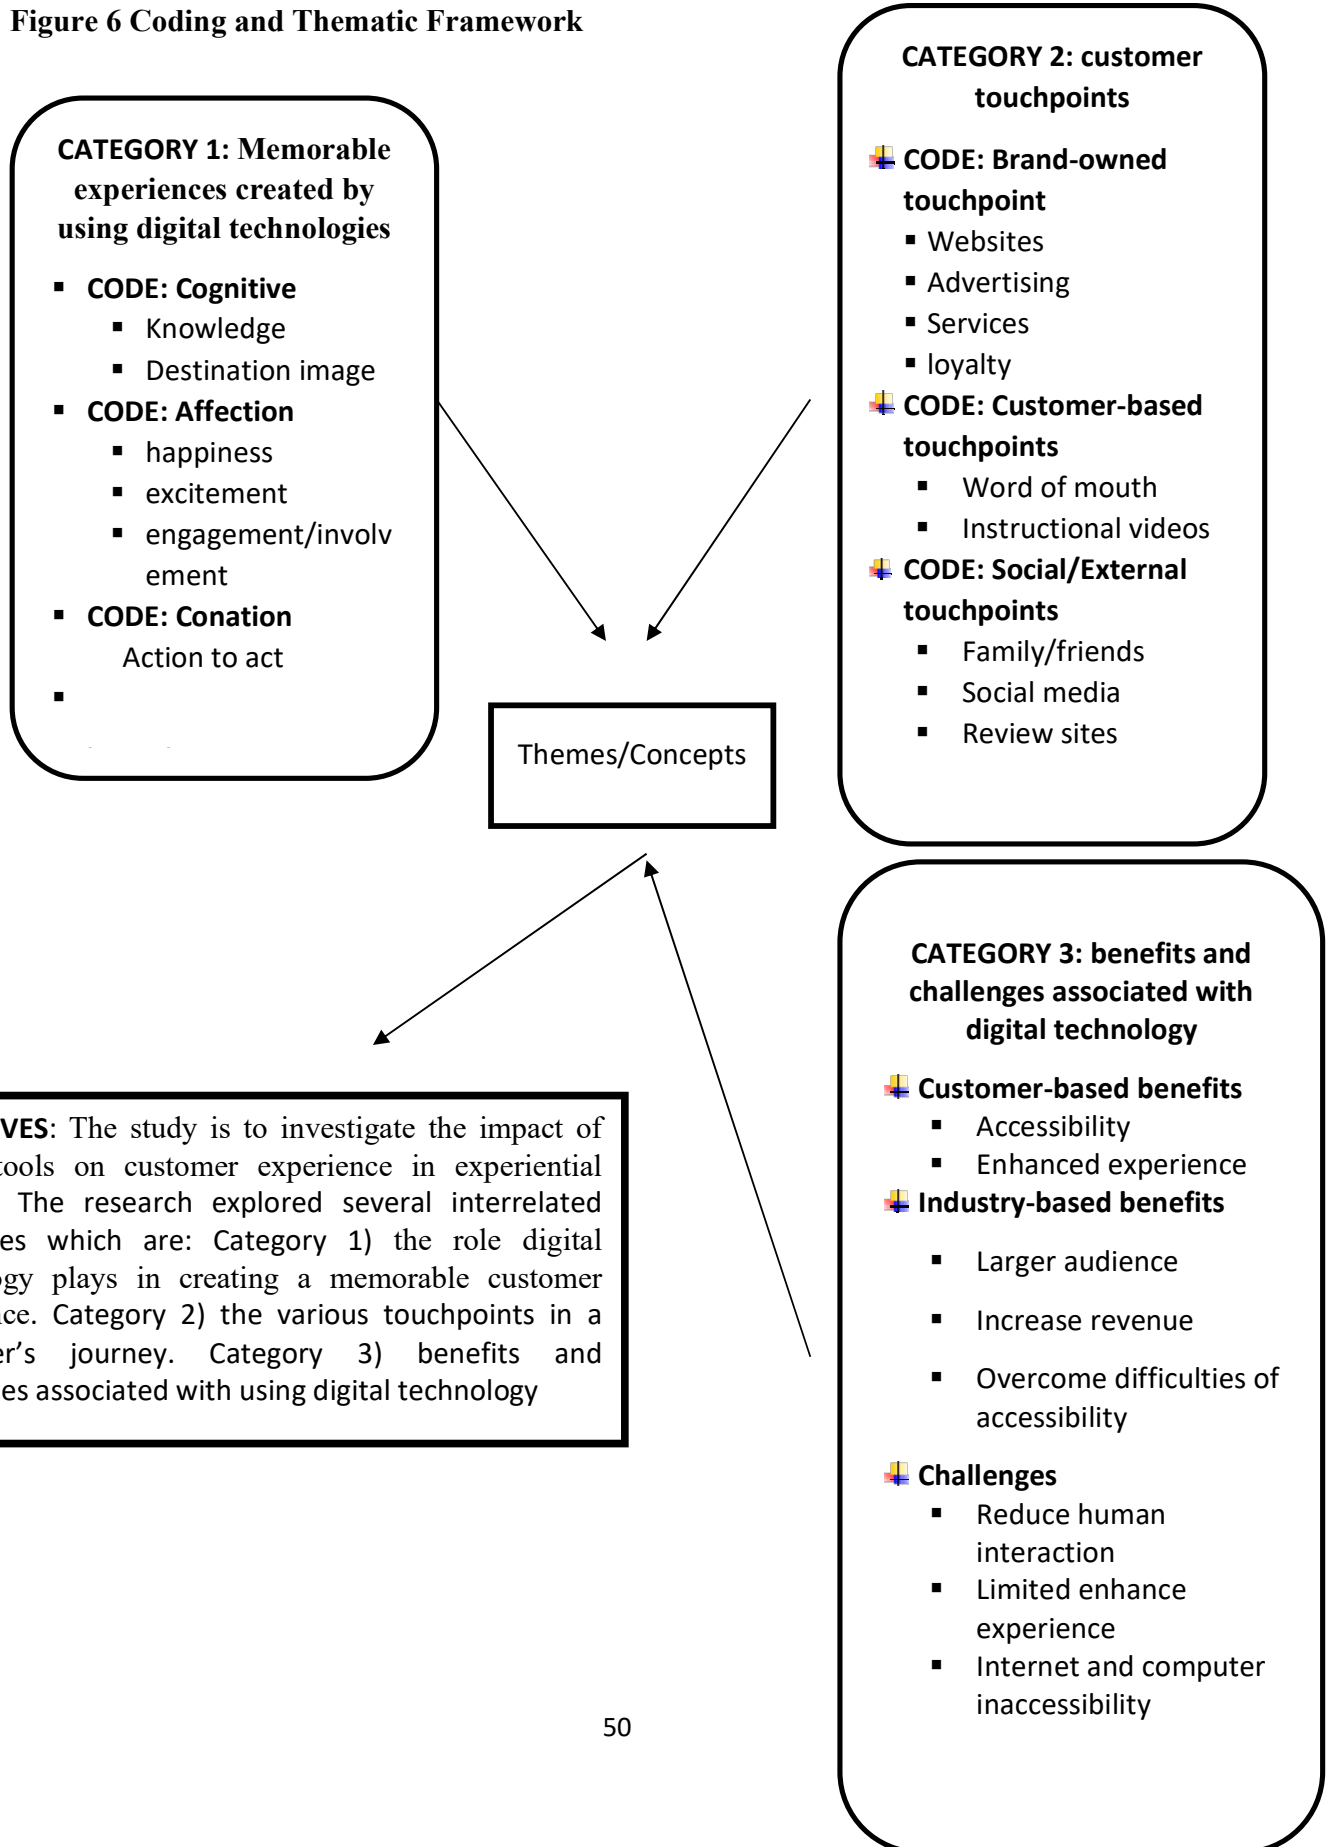 Figure 6 Coding and Thematic Framework
CATEGORY 1: Memorable
experiences created by
using digital technologies
CODE: Cognitive
Knowledge
Destination image
CODE: Affection
happiness
excitement
engagement/involv
ement
CODE: Conation
Action to act
CATEGORY 2: customer
touchpoints
CODE: Brand-owned
touchpoint
Websites
Advertising
Services
loyalty
CODE: Customer-based
touchpoints
Word of mouth
Instructional videos
CODE: Social/External
touchpoints
Family/friends
Social media
Review sites
Themes/Concepts
VES: The study is to investigate the impact of
tools on customer experience in experiential
The research explored several interrelated
es which are: Category 1) the role digital
gy plays in creating a memorable customer
ce. Category 2) the various touchpoints in a
er's journey. Category 3) benefits and
es associated with using digital technology
CATEGORY 3: benefits and
challenges associated with
digital technology
Customer-based benefits
Accessibility
Enhanced experience
Industry-based benefits
Larger audience
Increase revenue
Overcome difficulties of
accessibility
Challenges
Reduce human
interaction
Limited enhance
experience
Internet and computer
inaccessibility
50